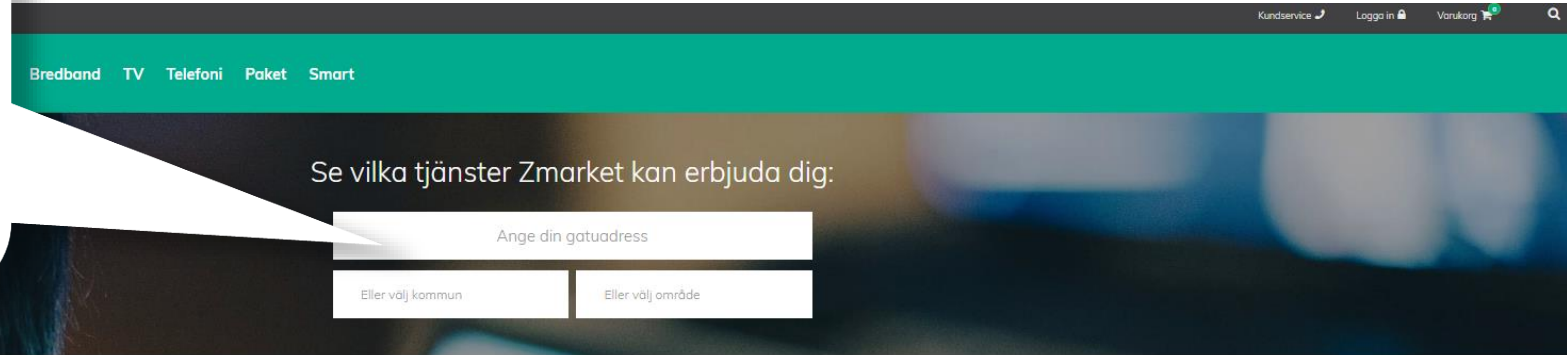 Kundservice Logga in Varukorg 0
Bredband TV Telefoni Paket Smart
Se vilka tjänster Zmarket kan erbjuda dig:
Ange din gatuadress
Eller välj kommun Eller välj område